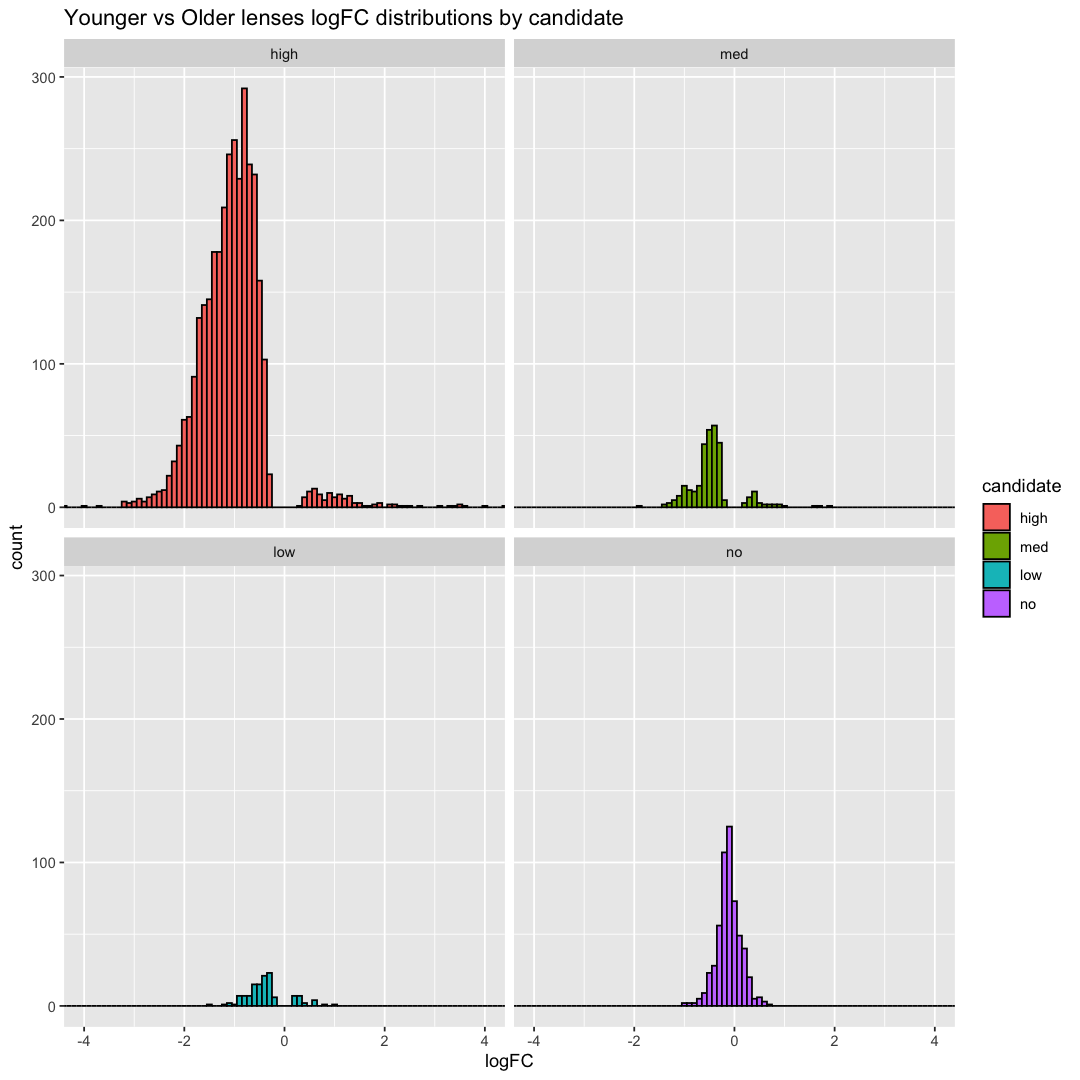 Younger vs Older lenses logFC distributions by candidate
high
med
300
200
100
0
low
no
300
200
100
0
-4
-2
0
2
4
-4
-2
0
2
4
logFC
count
candidate
high
med
low
no